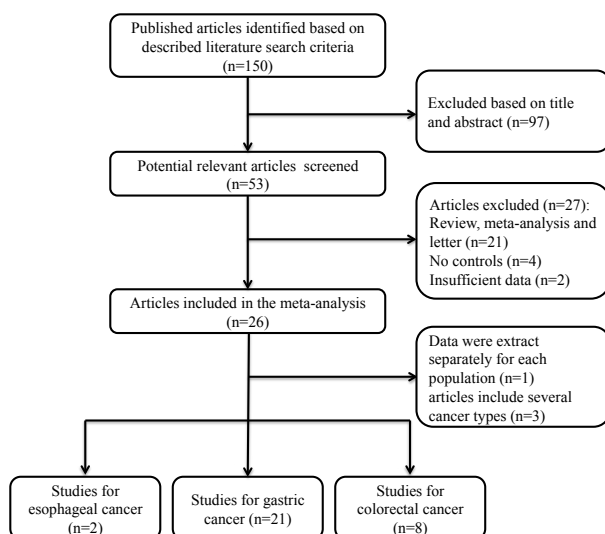 Published articles identified based on
described literature search criteria
(n=150)
Excluded based on title
and abstract (n=97)
Potential relevant articles screened
(n=53)
Articles excluded (n=27):
Review, meta-analysis and
letter (n=21)
No controls (n=4)
Insufficient data (n=2)
Articles included in the meta-analysis
(n=26)
Data were extract
separately for each
population (n=1)
articles include several
cancer types (n=3)
Studies for
esophageal cancer
(n=2)
Studies for gastric
cancer (n=21)
Studies for
colorectal cancer
(n=8)